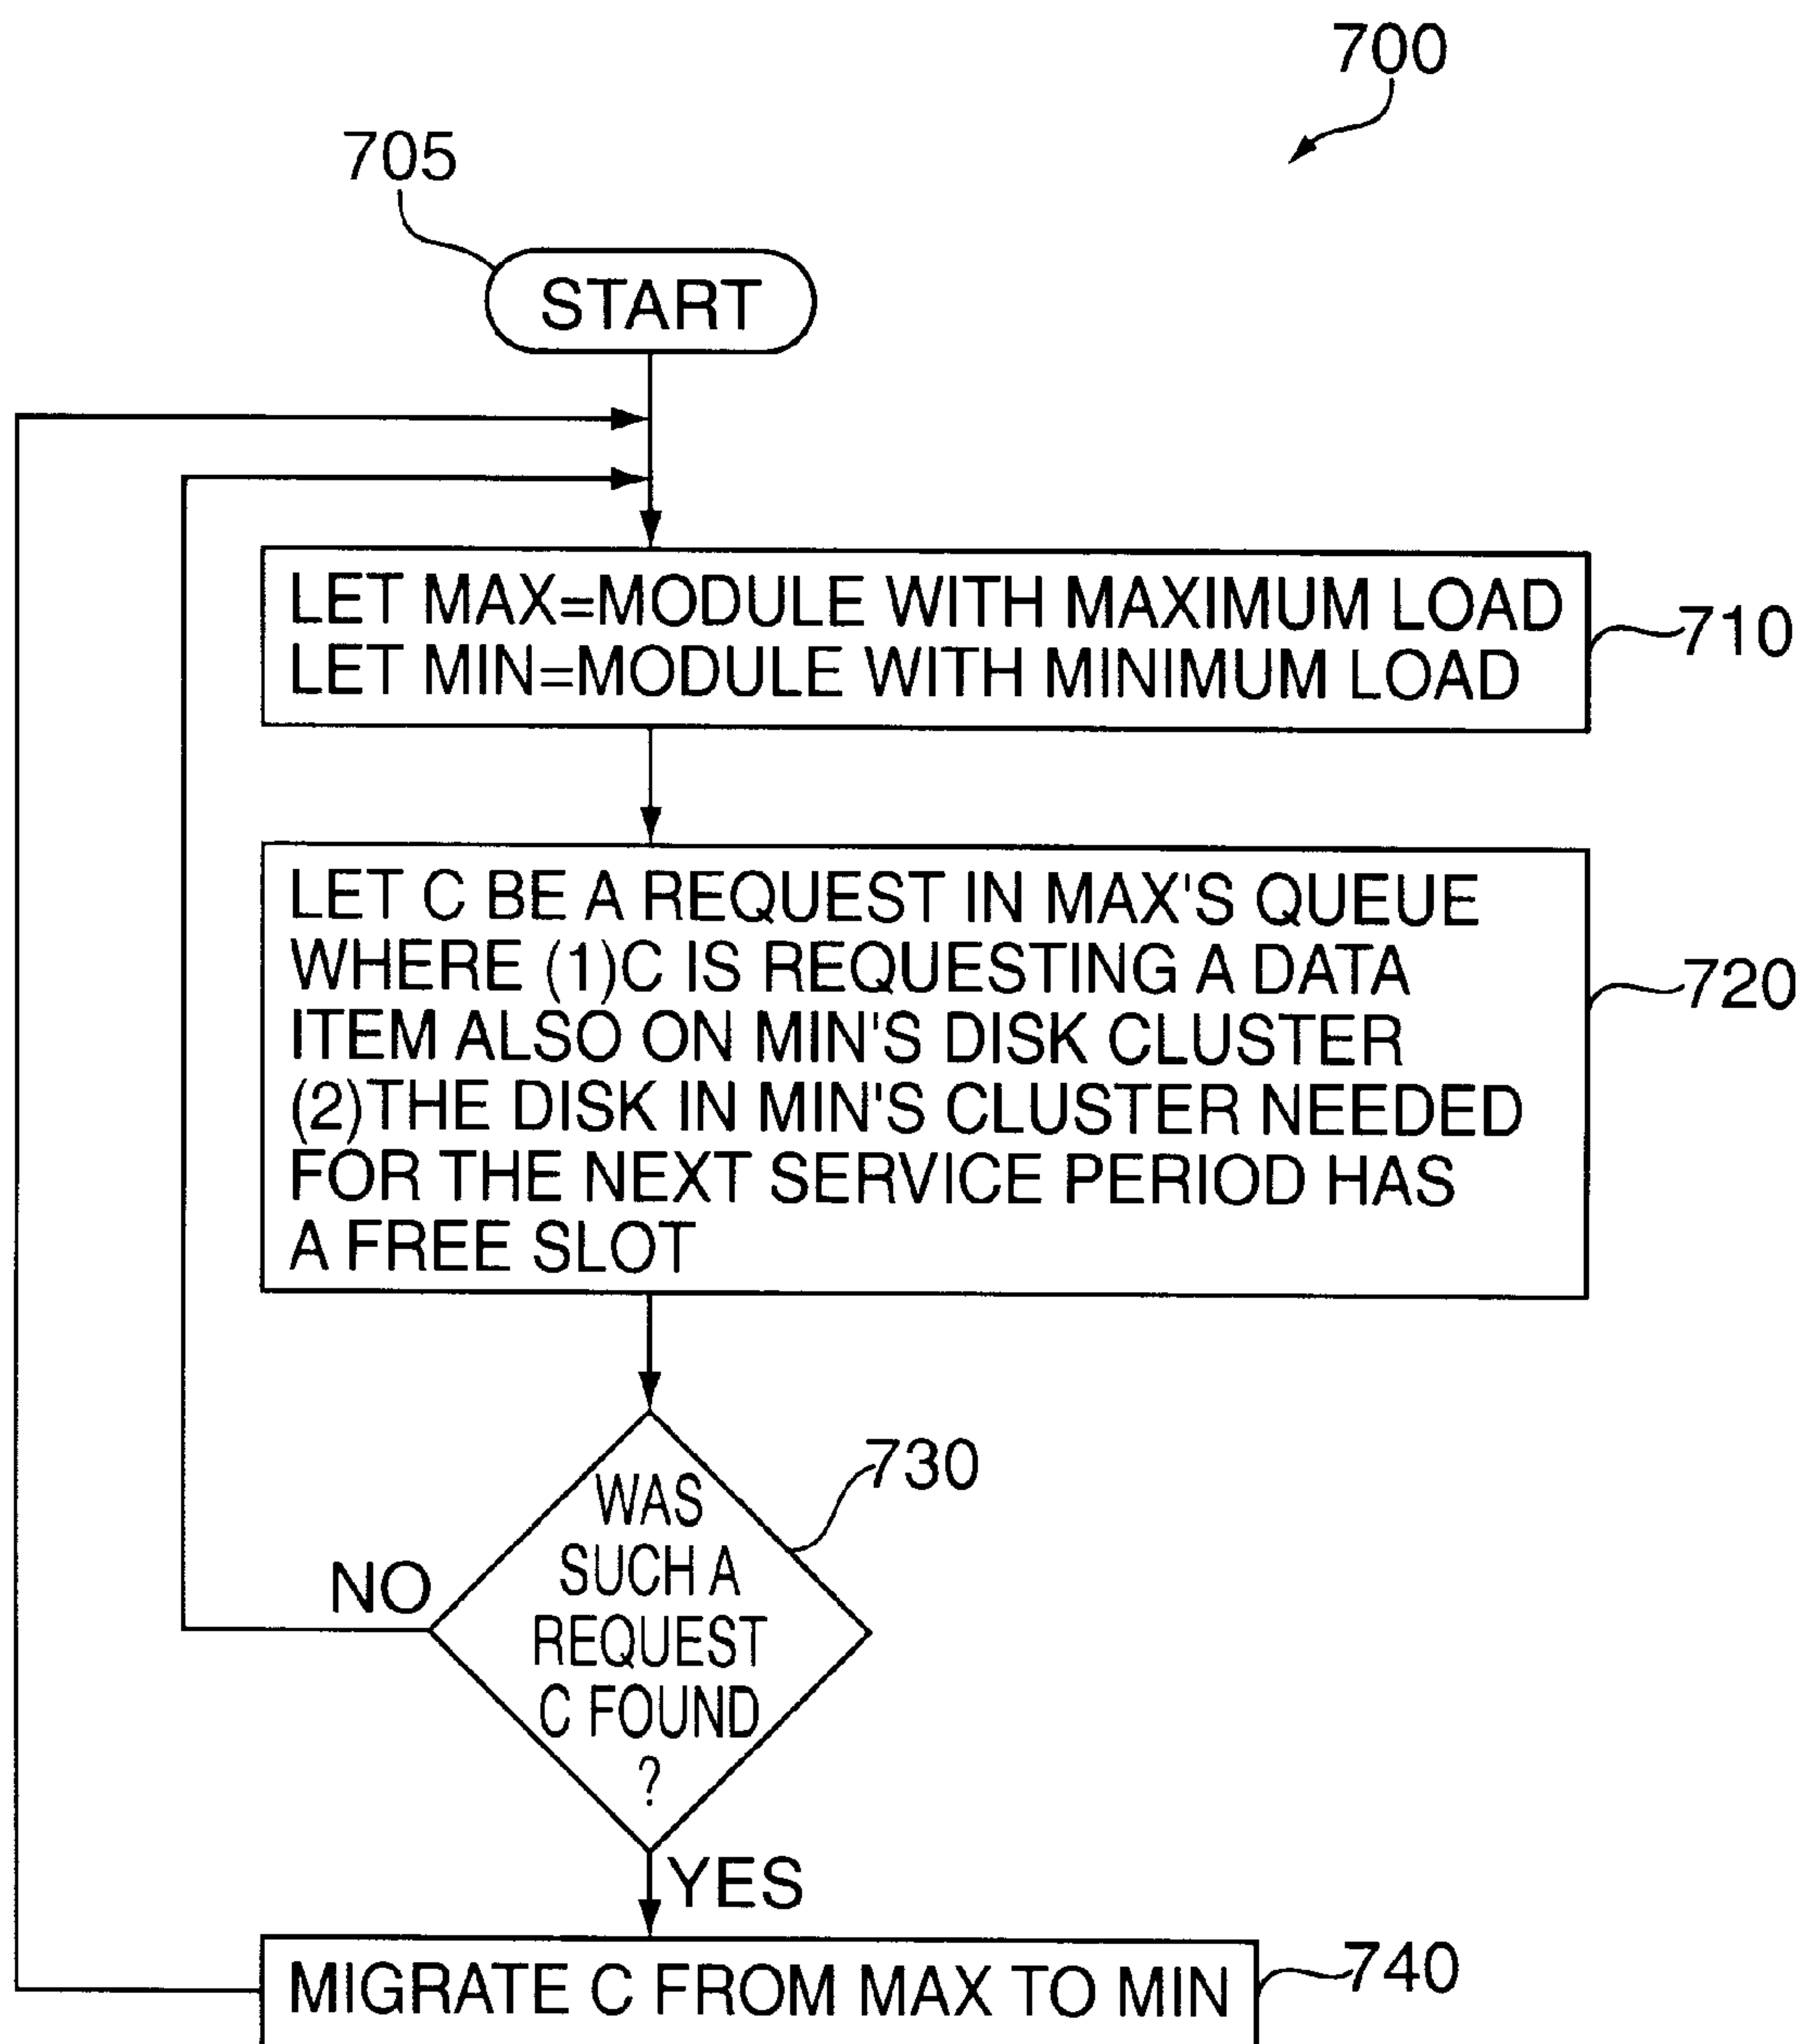 700
705
START
LET MAX=MODULE WITH MAXIMUM LOAD
LET MIN=MODULE WITH MINIMUM LOAD
710
LET C BE A REQUEST IN MAX'S QUEUE
WHERE (1)C IS REQUESTING A DATA
ITEM ALSO ON MIN'S DISK CLUSTER
(2)THE DISK IN MIN'S CLUSTER NEEDED
FOR THE NEXT SERVICE PERIOD HAS
A FREE SLOT
720
730
WAS
SUCH A
REQUEST
C FOUND
?
NO
YES
MIGRATE C FROM MAX TO MIN
740